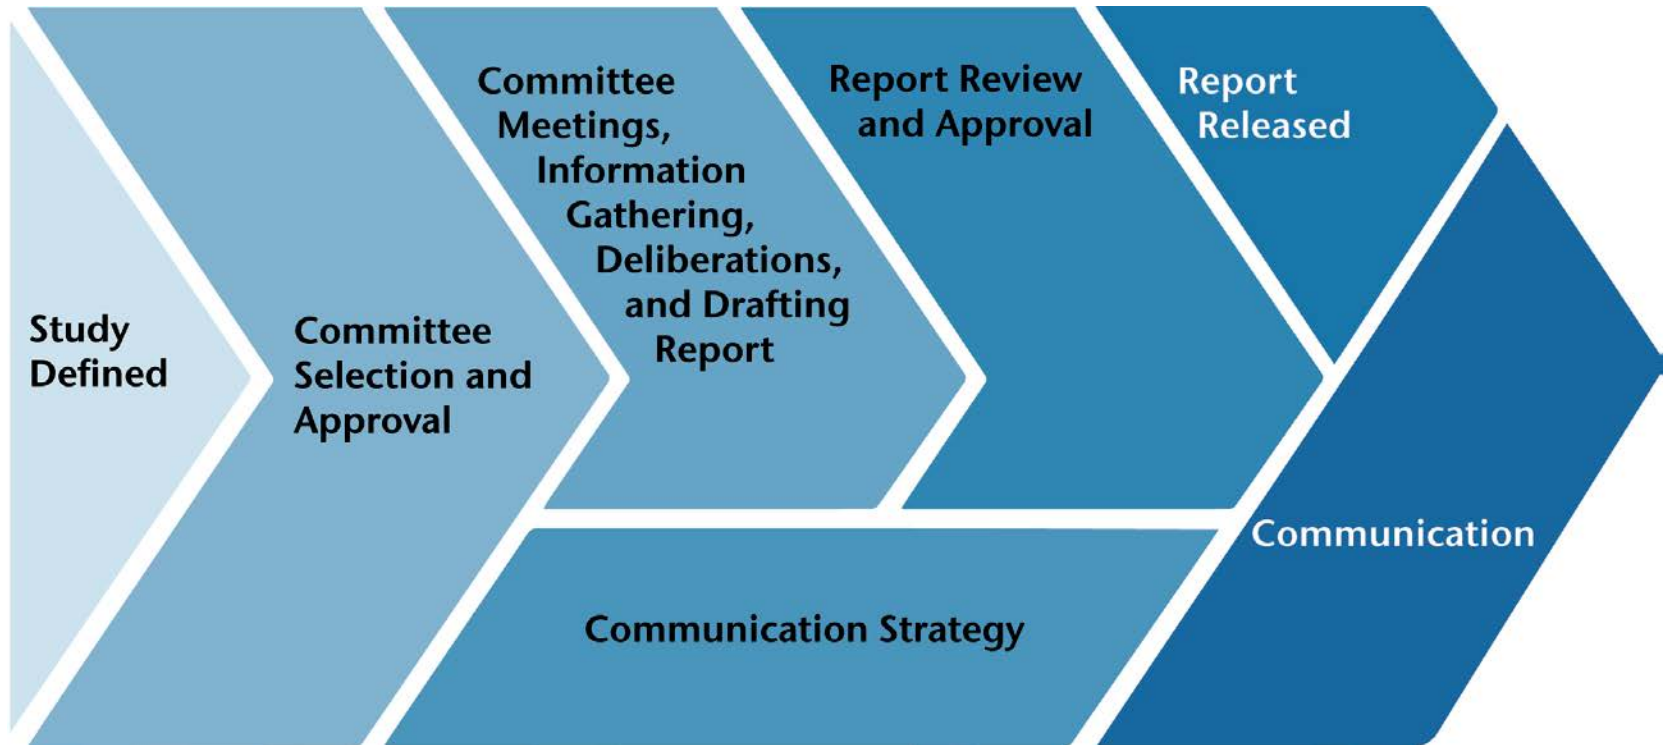 Study
Defined
Committee
Selection and
Approval
Committee
Meetings,
Information
Gathering,
Deliberations,
and Drafting
Report
Report Review
and Approval
Report
Released
Communication Strategy
Communication